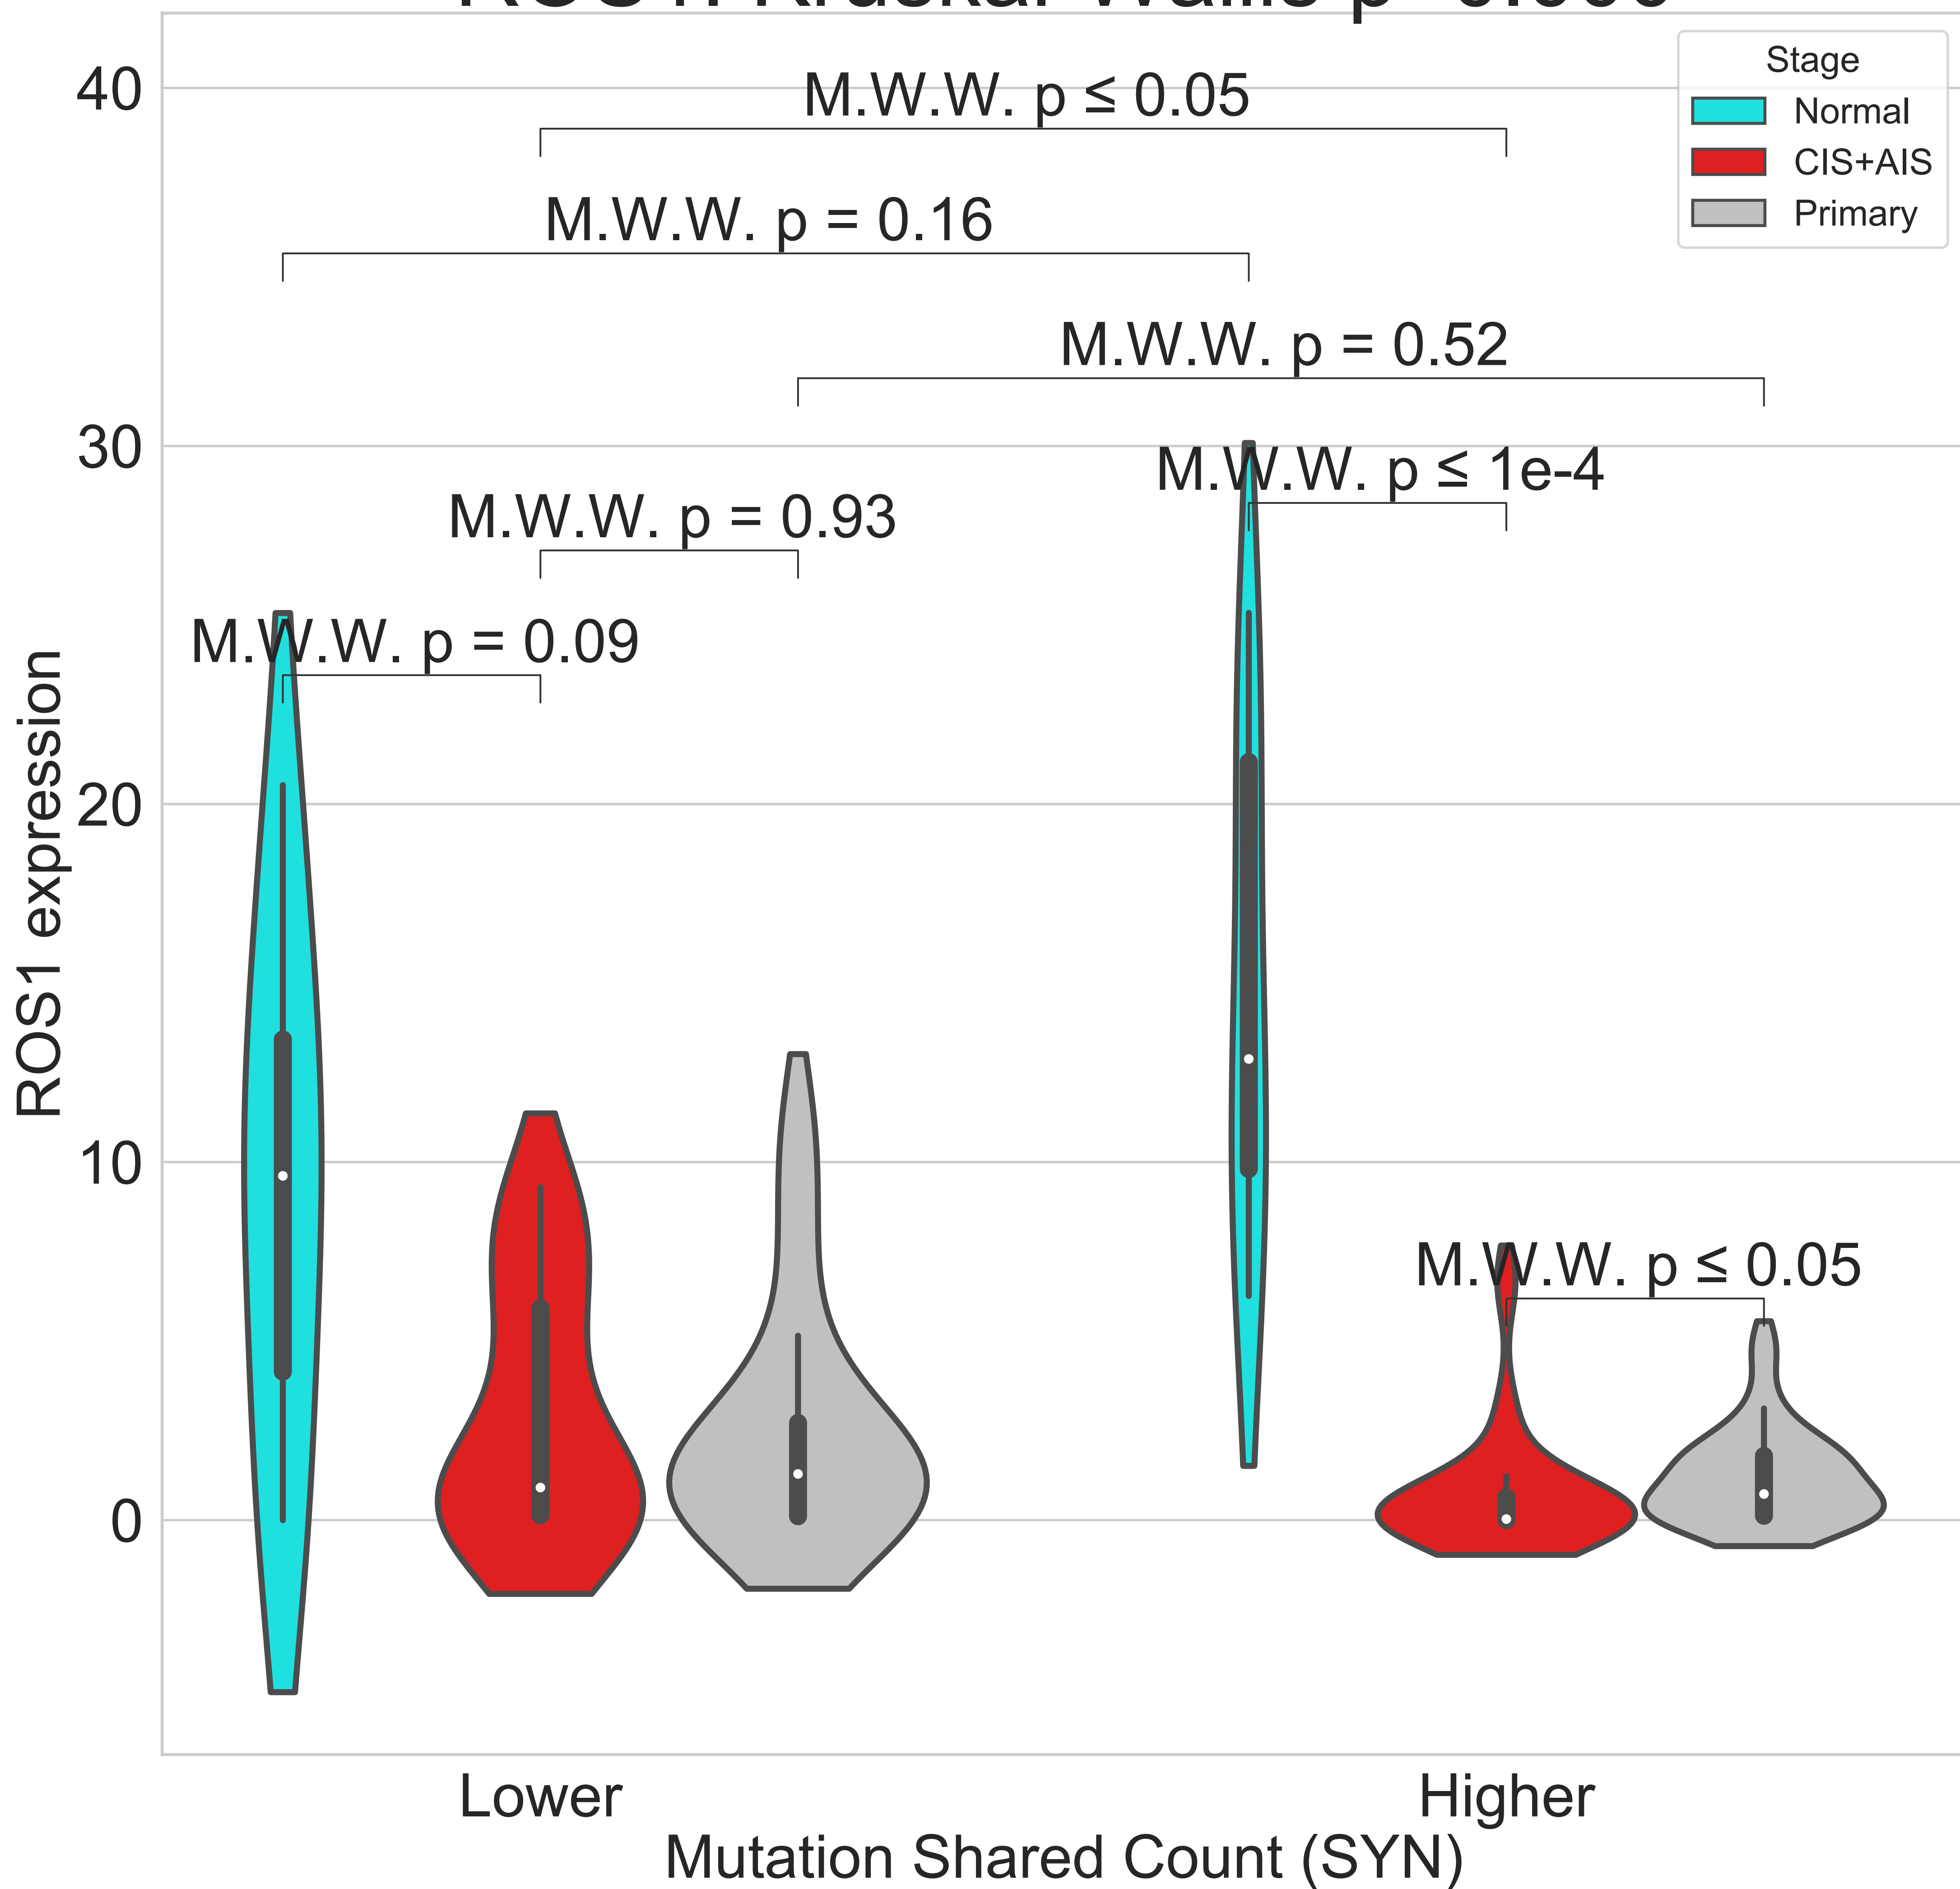 40
M.W.W. p ≤ 0.05
Stage
Normal
CIS+AIS
Primary
M.W.W. p = 0.16
M.W.W. p = 0.52
30
M.W.W. p ≤ 1e-4
M.W.W. p = 0.93
M.W.W. p = 0.09
ROS1 expression
20
10
M.W.W. p ≤ 0.05
0
Lower
Higher
Mutation Shared Count (SYN)